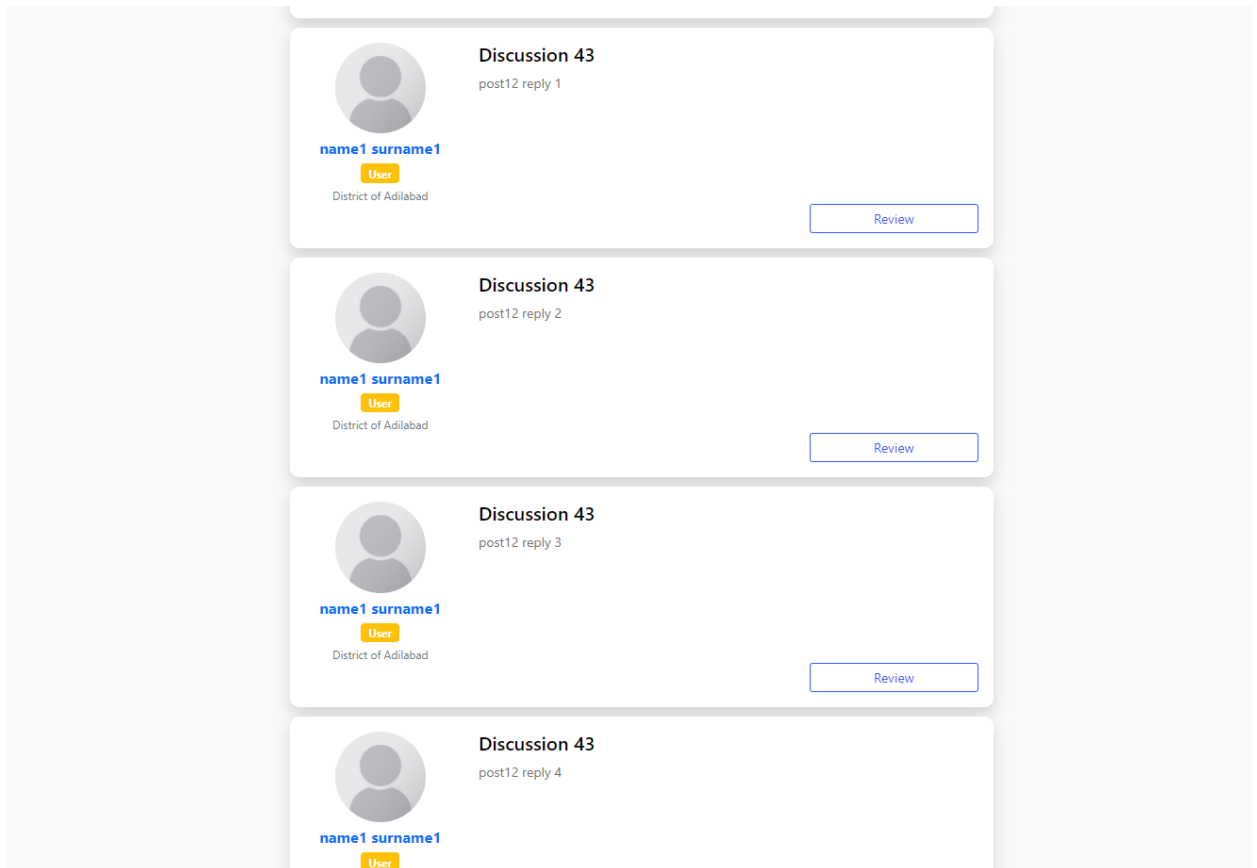 Discussion 43
post12 reply 1
name1 surname1
User
District of Adilabad
Review
Discussion 43
post12 reply 2
name1 surname1
User
District of Adilabad
Review
Discussion 43
post12 reply 3
name1 surname1
User
District of Adilabad
Review
Discussion 43
post12 reply 4
name1 surname1
User